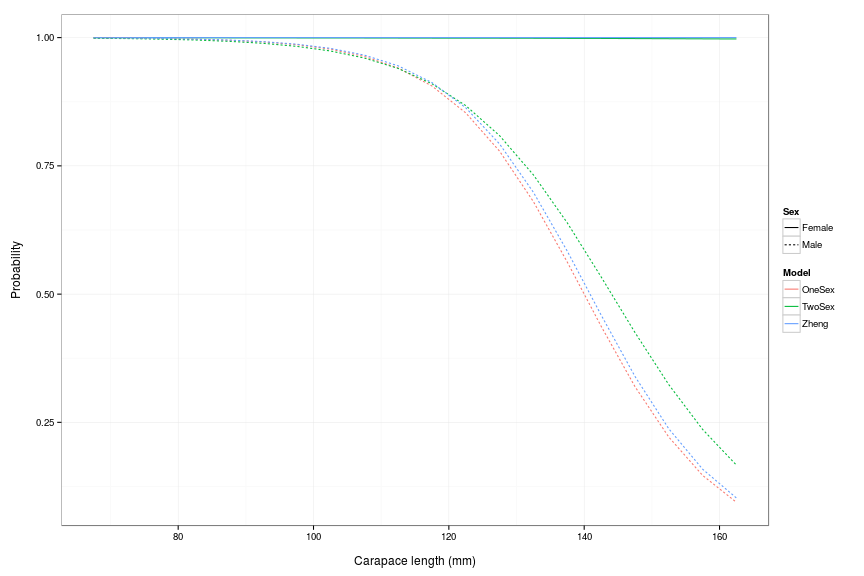 Probability
1.00
0.75
0.50
0.25
80 100 120 140 160
Carapace length (mm)
Sex
Female
Male
Model
OneSex
TwoSex
Zheng